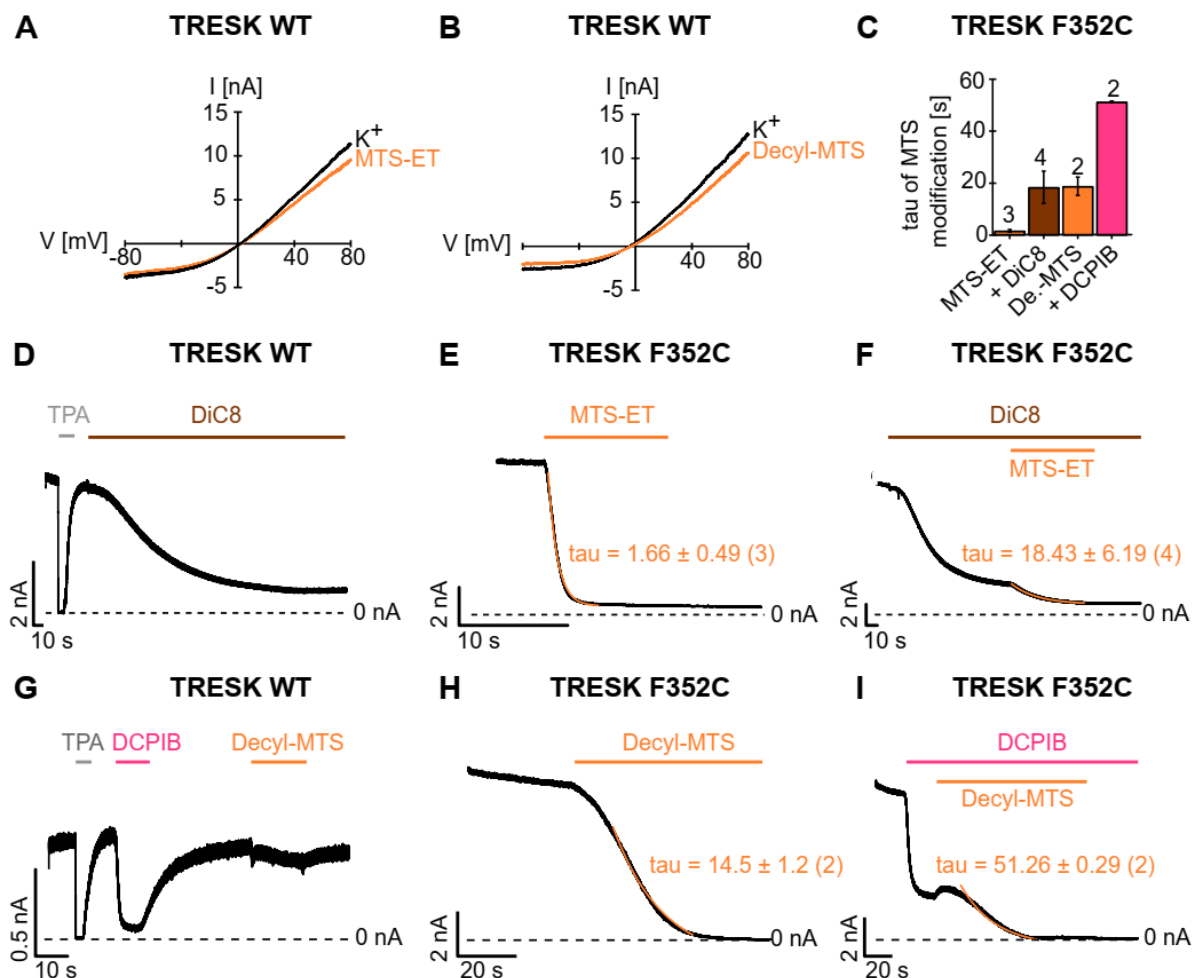 A TRESK WT
I [nA]
15
10
5
-5
K+
MTS-ET
V [mV]
-80
40
80
B TRESK WT
I [nA]
15
10
5
-5
K+
Decyl-MTS
V [mV]
40
80
C TRESK F352C
tau of MTS
modification [s]
60
40
20
0
3
4
2
2
MTS-ET
+ DiC8
De.-MTS
+ DCPIB
D TRESK WT
TPA DiC8
2 nA
10 s
0 nA
E TRESK F352C
MTS-ET
tau = 1.66 ± 0.49 (3)
2 nA
10 s
0 nA
F TRESK F352C
DiC8
MTS-ET
tau = 18.43 ± 6.19 (4)
2 nA
10 s
0 nA
G TRESK WT
TPA DCPIB Decyl-MTS
0.5 nA
10 s
0 nA
H TRESK F352C
Decyl-MTS
tau = 14.5 ± 1.2 (2)
2 nA
20 s
0 nA
I TRESK F352C
DCPIB
Decyl-MTS
tau = 51.26 ± 0.29 (2)
2 nA
20 s
0 nA